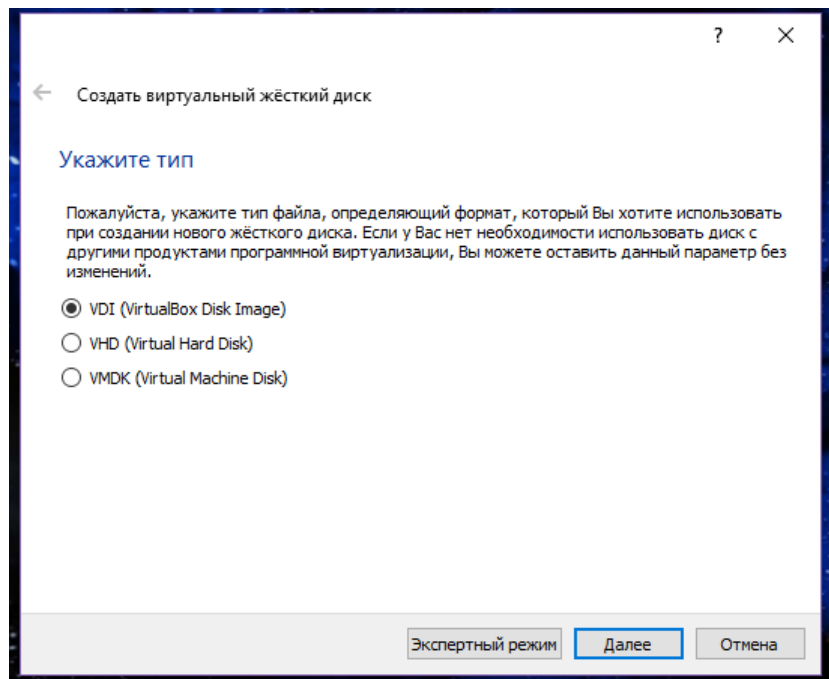 ?
Создать виртуальный жёсткий диск
Укажите тип
Пожалуйста, укажите тип файла, определяющий формат, который Вы хотите использовать
при создании нового жёсткого диска. Если у Вас нет необходимости использовать диск с
другими продуктами программной виртуализации, Вы можете оставить данный параметр без
изменений.
VDI (VirtualBox Disk Image)
VHD (Virtual Hard Disk)
VMDK (Virtual Machine Disk)
Экспертный режим Далее Отмена